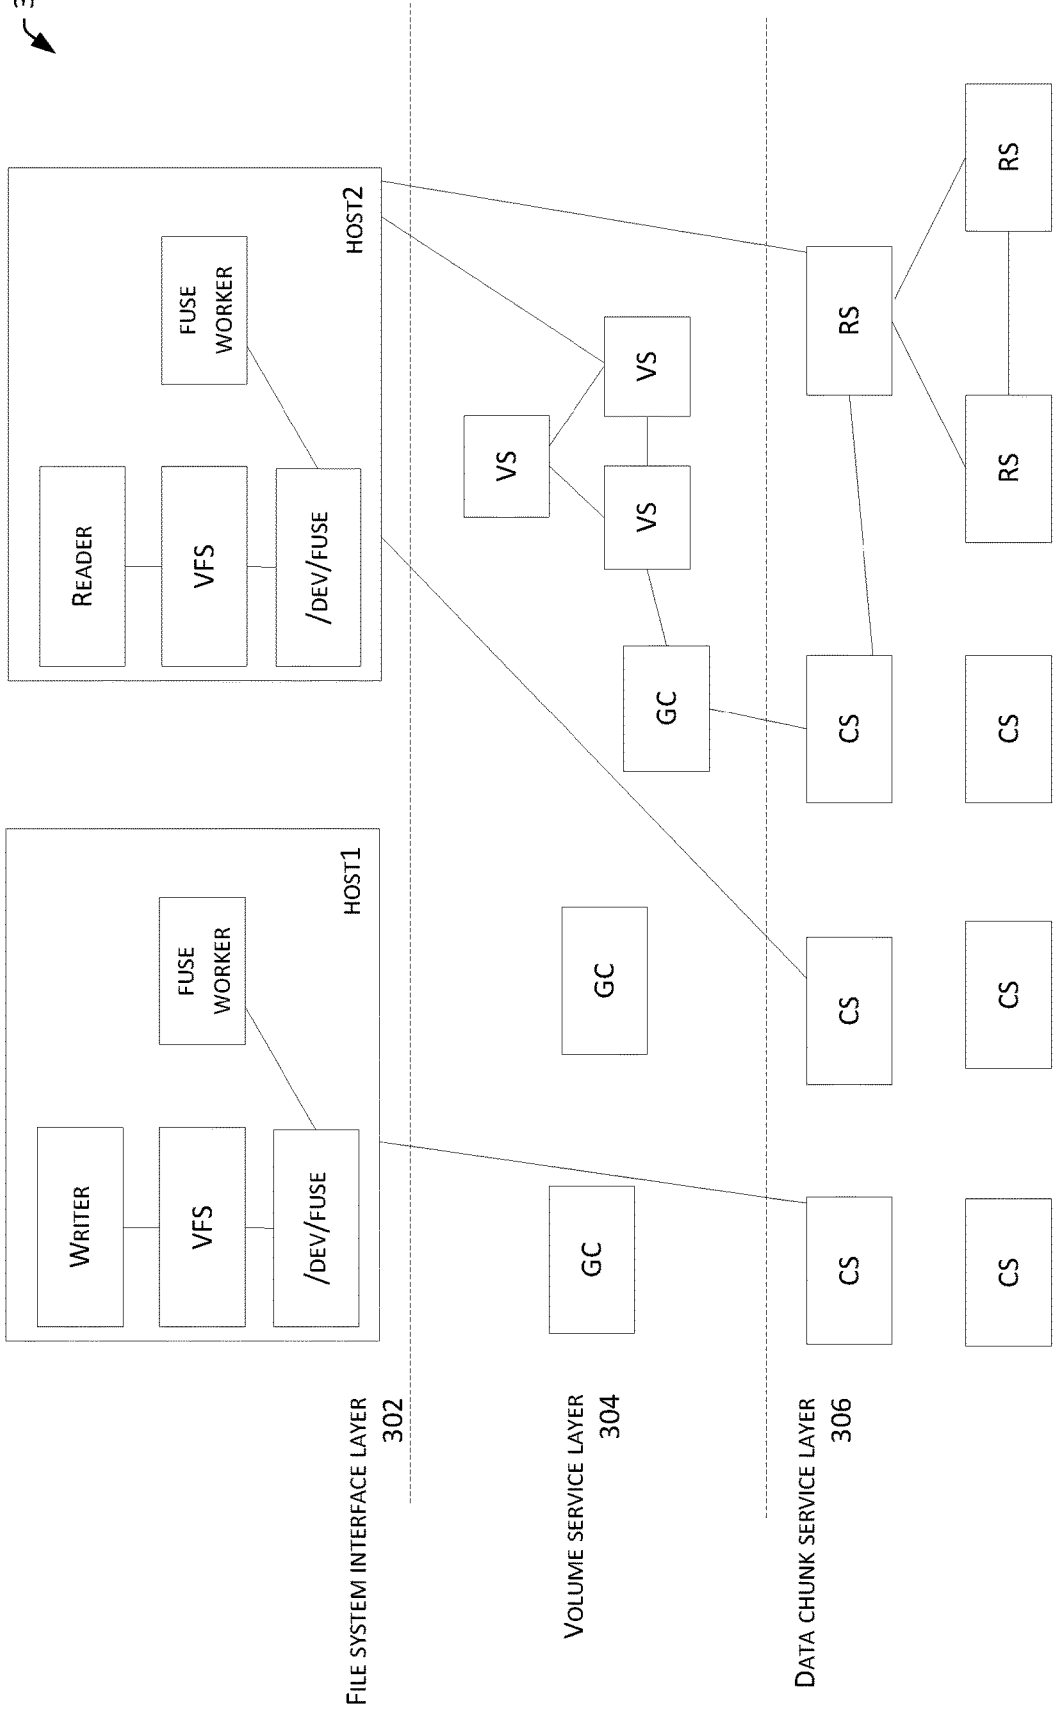 Writer
VFS
/dev/fuse
fuse
worker
host1
Reader
VFS
/dev/fuse
fuse
worker
host2
File system interface layer
302
Volume service layer
304
GC
GC
GC
VS
VS
VS
Data chunk service layer
306
CS
CS
CS
RS
CS
CS
CS
RS
RS